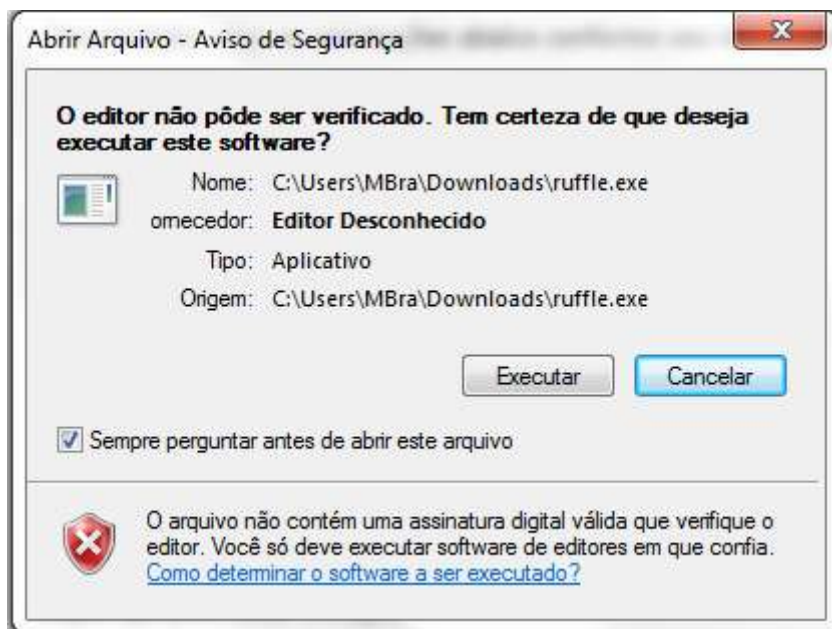 Abrir Arquivo - Aviso de Segurança
O editor não pôde ser verificado. Tem certeza de que deseja
executar este software?
Nome: C:\Users\MBra\Downloads\ruffle.exe
omecedor: Editor Desconhecido
Tipo: Aplicativo
Origem: C:\Users\MBra\Downloads\ruffle.exe
Executar
Cancelar
Sempre perguntar antes de abrir este arquivo
O arquivo não contém uma assinatura digital válida que verifique o
editor. Você só deve executar software de editores em que confia.
Como determinar o software a ser executado?